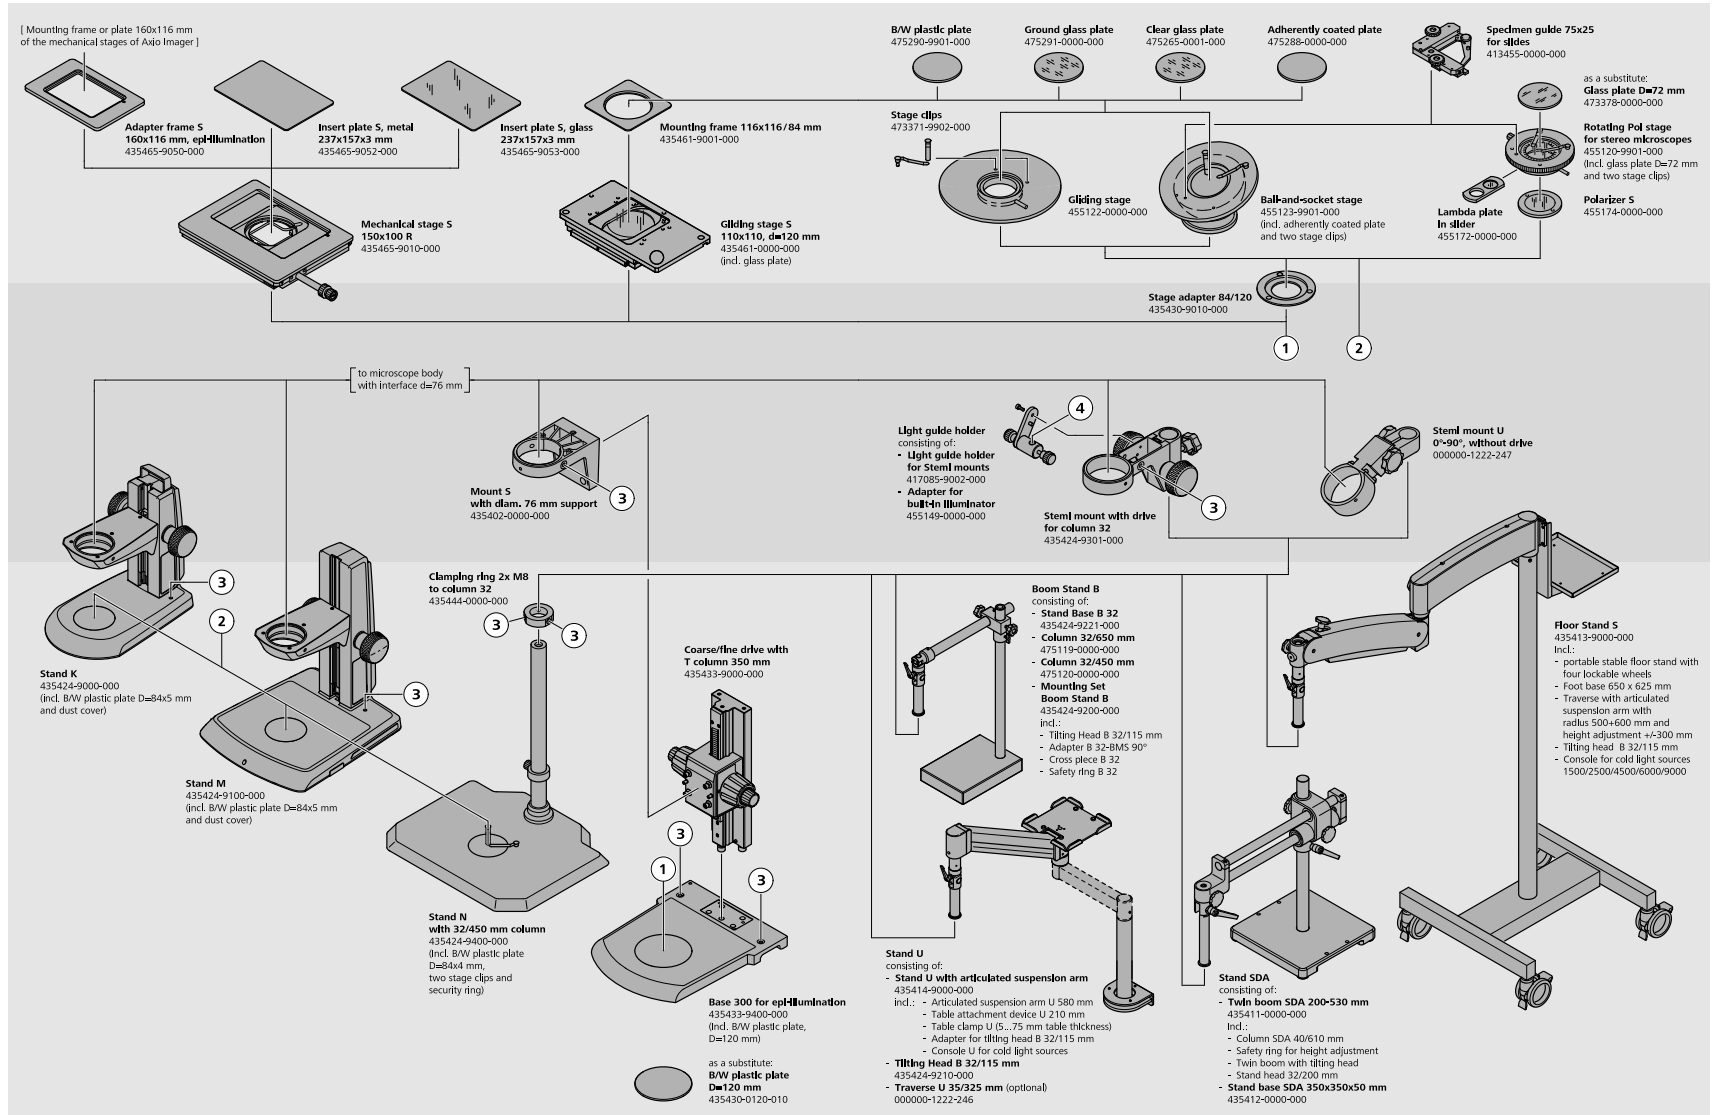 [ Mounting frame or plate 160x116 mm
of the mechanical stages of Axio Imager ]
Adapter frame S
160x116 mm, epi-illumination
435465-9050-000
Insert plate S, metal
237x157x3 mm
435465-9052-000
Insert plate S, glass
237x157x3 mm
435465-9053-000
Mounting frame 116x116/84 mm
435461-9001-000
B/W plastic plate
475290-9901-000
Ground glass plate
475291-0000-000
Clear glass plate
475265-0001-000
Adherently coated plate
475288-0000-000
Specimen guide 75x25
for slides
413455-0000-000
as a substitute:
Glass plate D=72 mm
473378-0000-000
Stage clips
473371-9902-000
Rotating Pol stage
for stereo microscopes
455120-9901-000
(incl. glass plate D=72 mm
and two stage clips)
Mechanical stage S
150x100 R
435465-9010-000
Gliding stage S
110x110, d=120 mm
435461-0000-000
(incl. glass plate)
Gliding stage
455122-0000-000
Ball-and-socket stage
455123-9901-000
(incl. adherently coated plate
and two stage clips)
Lambda plate
in slider
455172-0000-000
Polarizer S
455174-0000-000
Stage adapter 84/120
435430-9010-000
1
2
to microscope body
with interface d=76 mm
Mount S
with diam. 76 mm support
435402-0000-000
3
Light guide holder
consisting of:
- Light guide holder
for Stemi mounts
417085-9002-000
- Adapter for
built-in illuminator
455149-0000-000
4
3
Stemi mount with drive
for column 32
435424-9301-000
Stemi mount U
0°-90°, without drive
000000-1222-247
3
2
Stand K
435424-9000-000
(incl. B/W plastic plate D=84x5 mm
and dust cover)
3
Stand M
435424-9100-000
(incl. B/W plastic plate D=84x5 mm
and dust cover)
Clamping ring 2x M8
to column 32
435444-0000-000
3
3
Coarse/fine drive with
T column 350 mm
435433-9000-000
Stand N
with 32/450 mm column
435424-9400-000
(Incl. B/W plastic plate
D=84x4 mm,
two stage clips and
security ring)
3
1
3
Base 300 for epi-illumination
435433-9400-000
(Incl. B/W plastic plate,
D=120 mm)
as a substitute:
B/W plastic plate
D=120 mm
435430-0120-010
Boom Stand B
consisting of:
- Stand Base B 32
435424-9221-000
- Column 32/650 mm
475119-0000-000
- Column 32/450 mm
475120-0000-000
- Mounting Set
Boom Stand B
435424-9200-000
incl.:
- Tilting Head B 32/115 mm
- Adapter B 32-BMS 90°
- Cross piece B 32
- Safety ring B 32
Stand U
consisting of:
- Stand U with articulated suspension arm
435414-9000-000
incl.: - Articulated suspension arm U 580 mm
- Table attachment device U 210 mm
- Table clamp U (5...75 mm table thickness)
- Adapter for tilting head B 32/115 mm
- Console U for cold light sources
- Tilting Head B 32/115 mm
435424-9210-000
- Traverse U 35/325 mm (optional)
000000-1222-246
Stand SDA
consisting of:
- Twin boom SDA 200-530 mm
435411-0000-000
Incl.:
- Column SDA 40/610 mm
- Safety ring for height adjustment
- Twin boom with tilting head
- Stand head 32/200 mm
- Stand base SDA 350x350x50 mm
435412-0000-000
Floor Stand S
435413-9000-000
Incl.:
- portable stable floor stand with
four lockable wheels
- Foot base 650 x 625 mm
- Traverse with articulated
suspension arm with
radius 500+600 mm and
height adjustment +/-300 mm
- Tilting head B 32/115 mm
- Console for cold light sources
1500/2500/4500/6000/9000